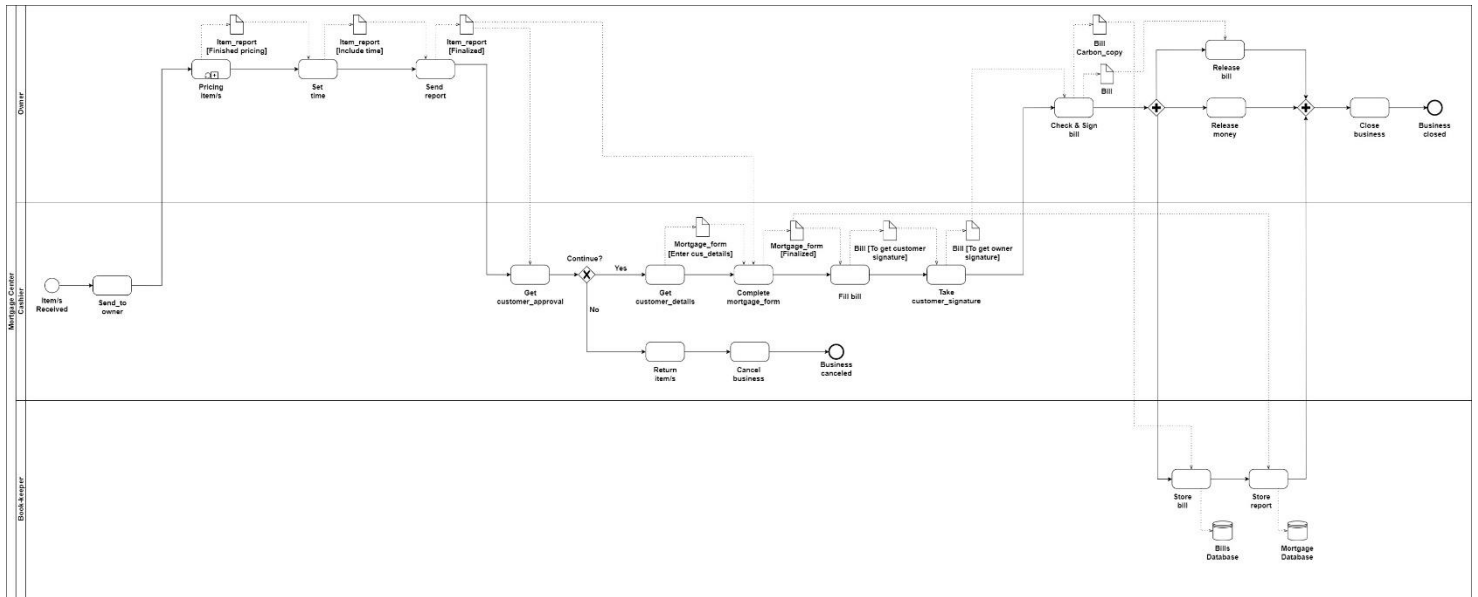 Mortgage Center
Owner
Item_report
[Finished pricing]
Item_report
[Include time]
Item_report
[Finalized]
Pricing
item/s
Set
time
Send
report
Bill
Carbon_copy
Bill
Check & Sign
bill
Release
bill
Release
money
Close
business
Business
closed
Cashier
Item/s
Received
Send_to
owner
Get
customer_approval
Continue?
Yes
No
Mortgage_form
[Enter cus_details]
Mortgage_form
[Finalized]
Bill [To get customer
signature]
Bill [To get owner
signature]
Get
customer_details
Complete
mortgage_form
Fill bill
Take
customer_signature
Return
item/s
Cancel
business
Business
canceled
Book-keeper
Store
bill
Store
report
Bills
Database
Mortgage
Database